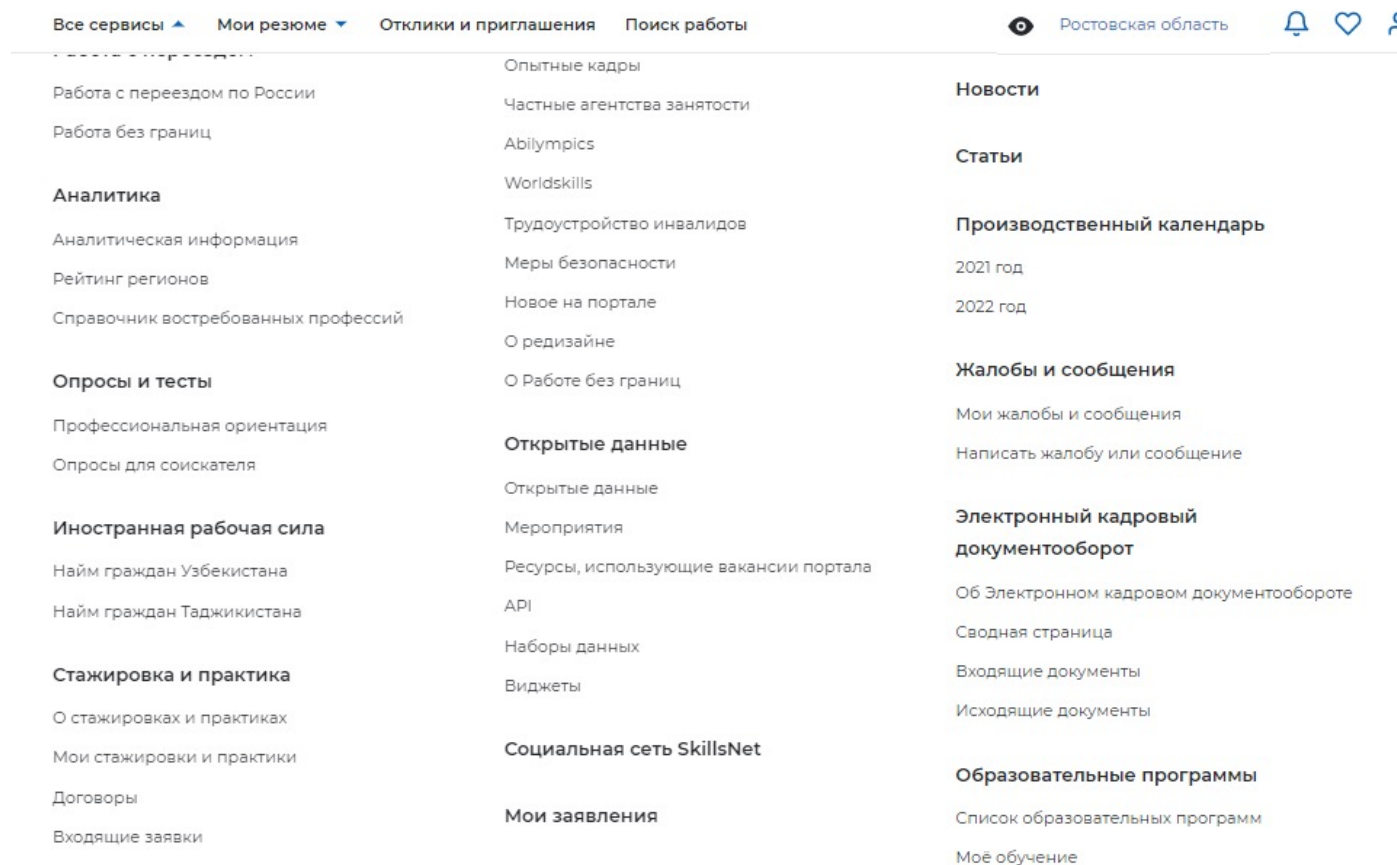 Все сервисы
Мои резюме
Отклики и приглашения
Поиск работы
Ростовская область
Работа с переездом
Работа с переездом по России
Работа без границ
Аналитика
Аналитическая информация
Рейтинг регионов
Справочник востребованных профессий
Опросы и тесты
Профессиональная ориентация
Опросы для соискателя
Иностранная рабочая сила
Найм граждан Узбекистана
Найм граждан Таджикистана
Стажировка и практика
О стажировках и практиках
Мои стажировки и практики
Договоры
Входящие заявки
Опытные кадры
Частные агентства занятости
Abilympics
Worldskills
Трудоустройство инвалидов
Меры безопасности
Новое на портале
О редизайне
О Работе без границ
Открытые данные
Открытые данные
Мероприятия
Ресурсы, использующие вакансии портала
API
Наборы данных
Виджеты
Социальная сеть SkillsNet
Мои заявления
Новости
Статьи
Производственный календарь
2021 год
2022 год
Жалобы и сообщения
Мои жалобы и сообщения
Написать жалобу или сообщение
Электронный кадровый
документооборот
Об Электронном кадровом документообороте
Сводная страница
Входящие документы
Исходящие документы
Образовательные программы
Список образовательных программ
Моё обучение